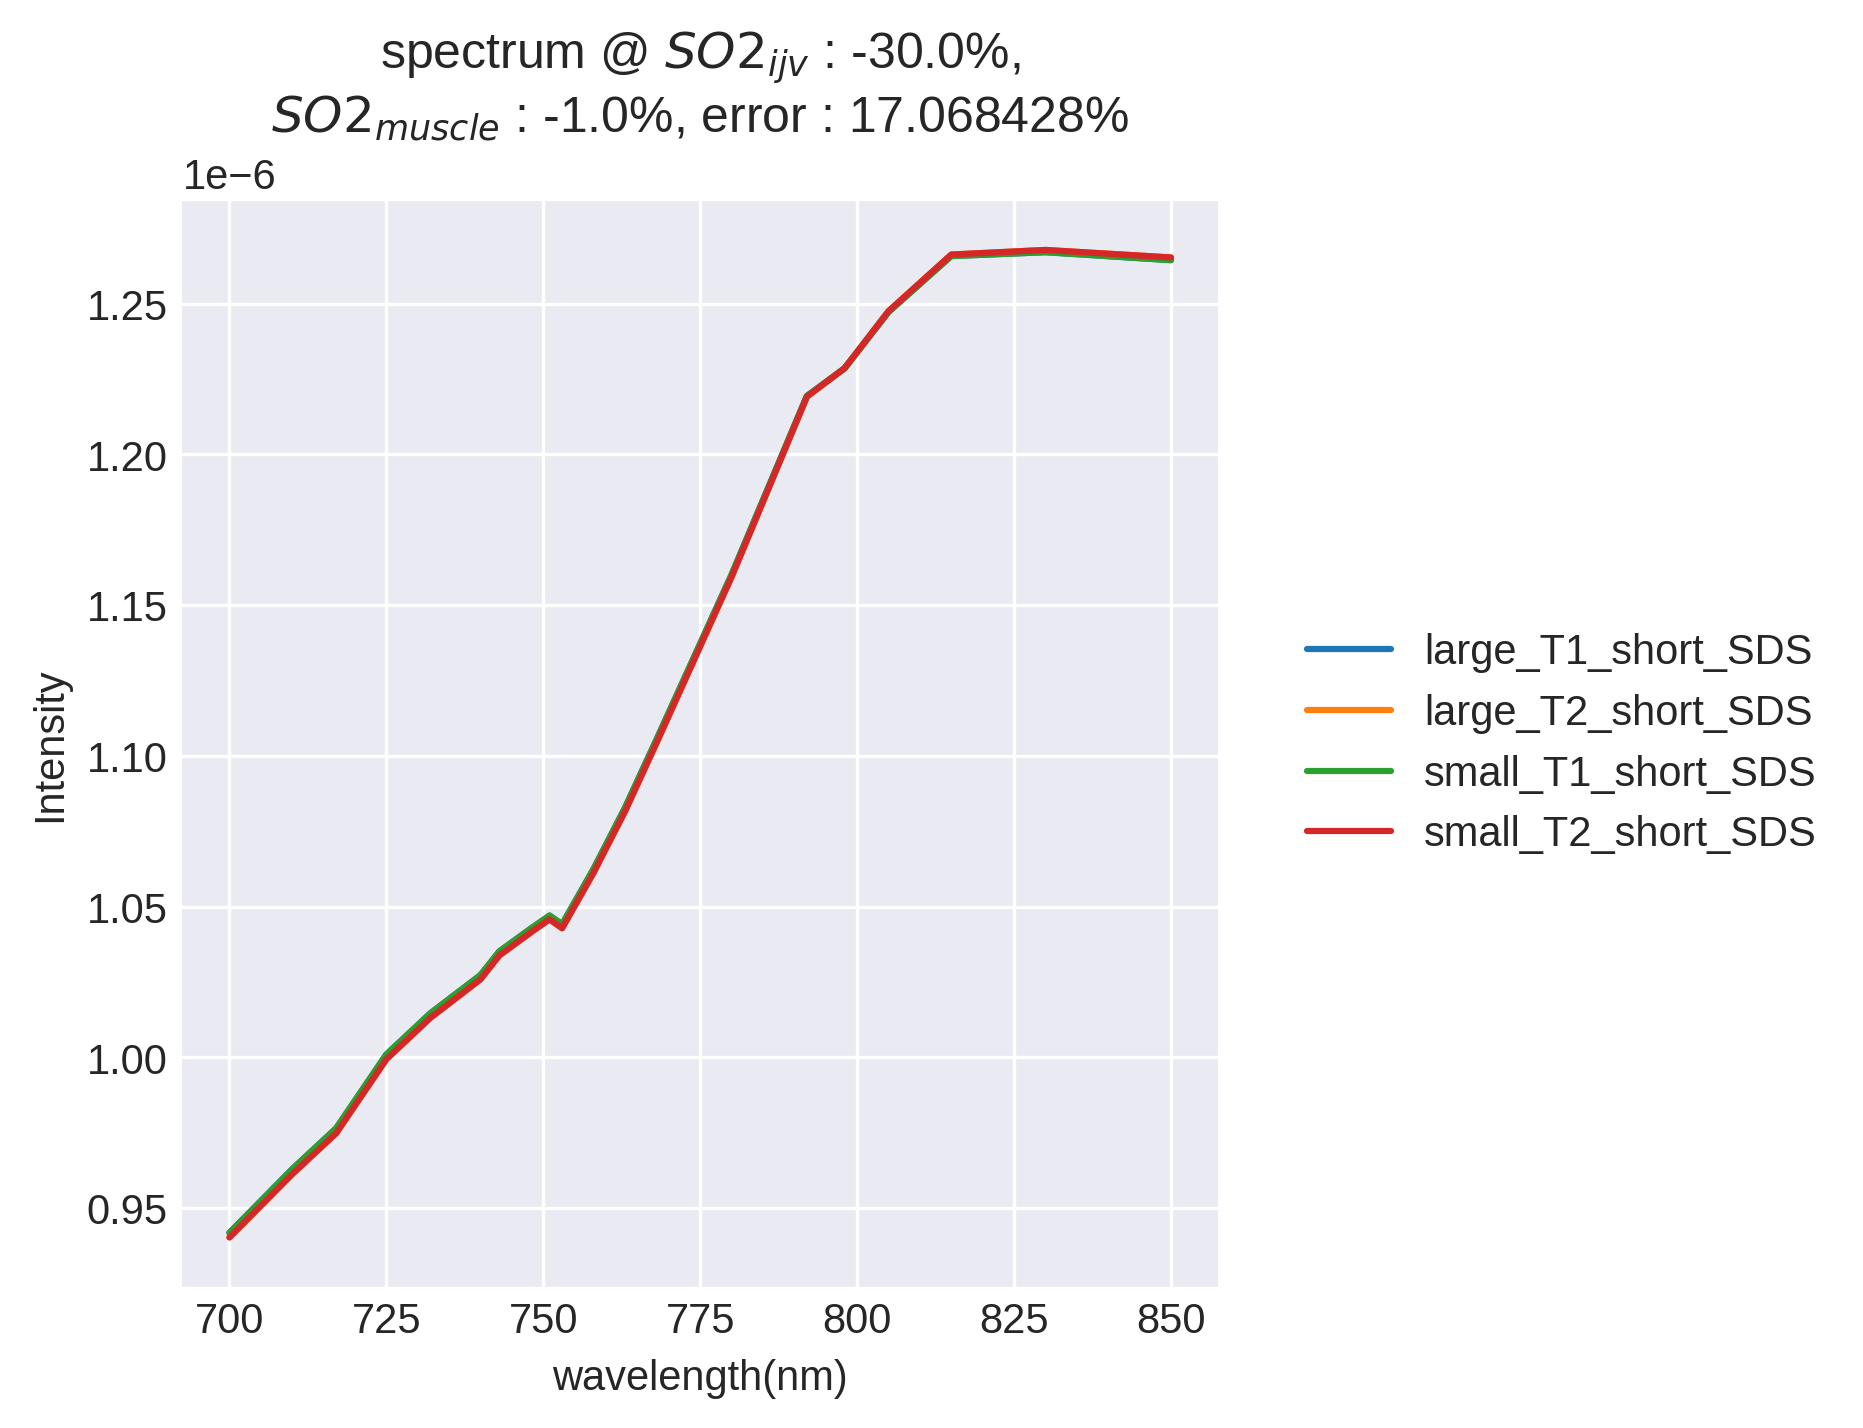 spectrum @ SO2ijv : -30.0%,
SO2muscle : -1.0%, error : 17.068428%
1e−6
1.25
1.20
1.15
1.10
1.05
1.00
0.95
Intensity
700 725 750 775 800 825 850
wavelength(nm)
large_T1_short_SDS
large_T2_short_SDS
small_T1_short_SDS
small_T2_short_SDS